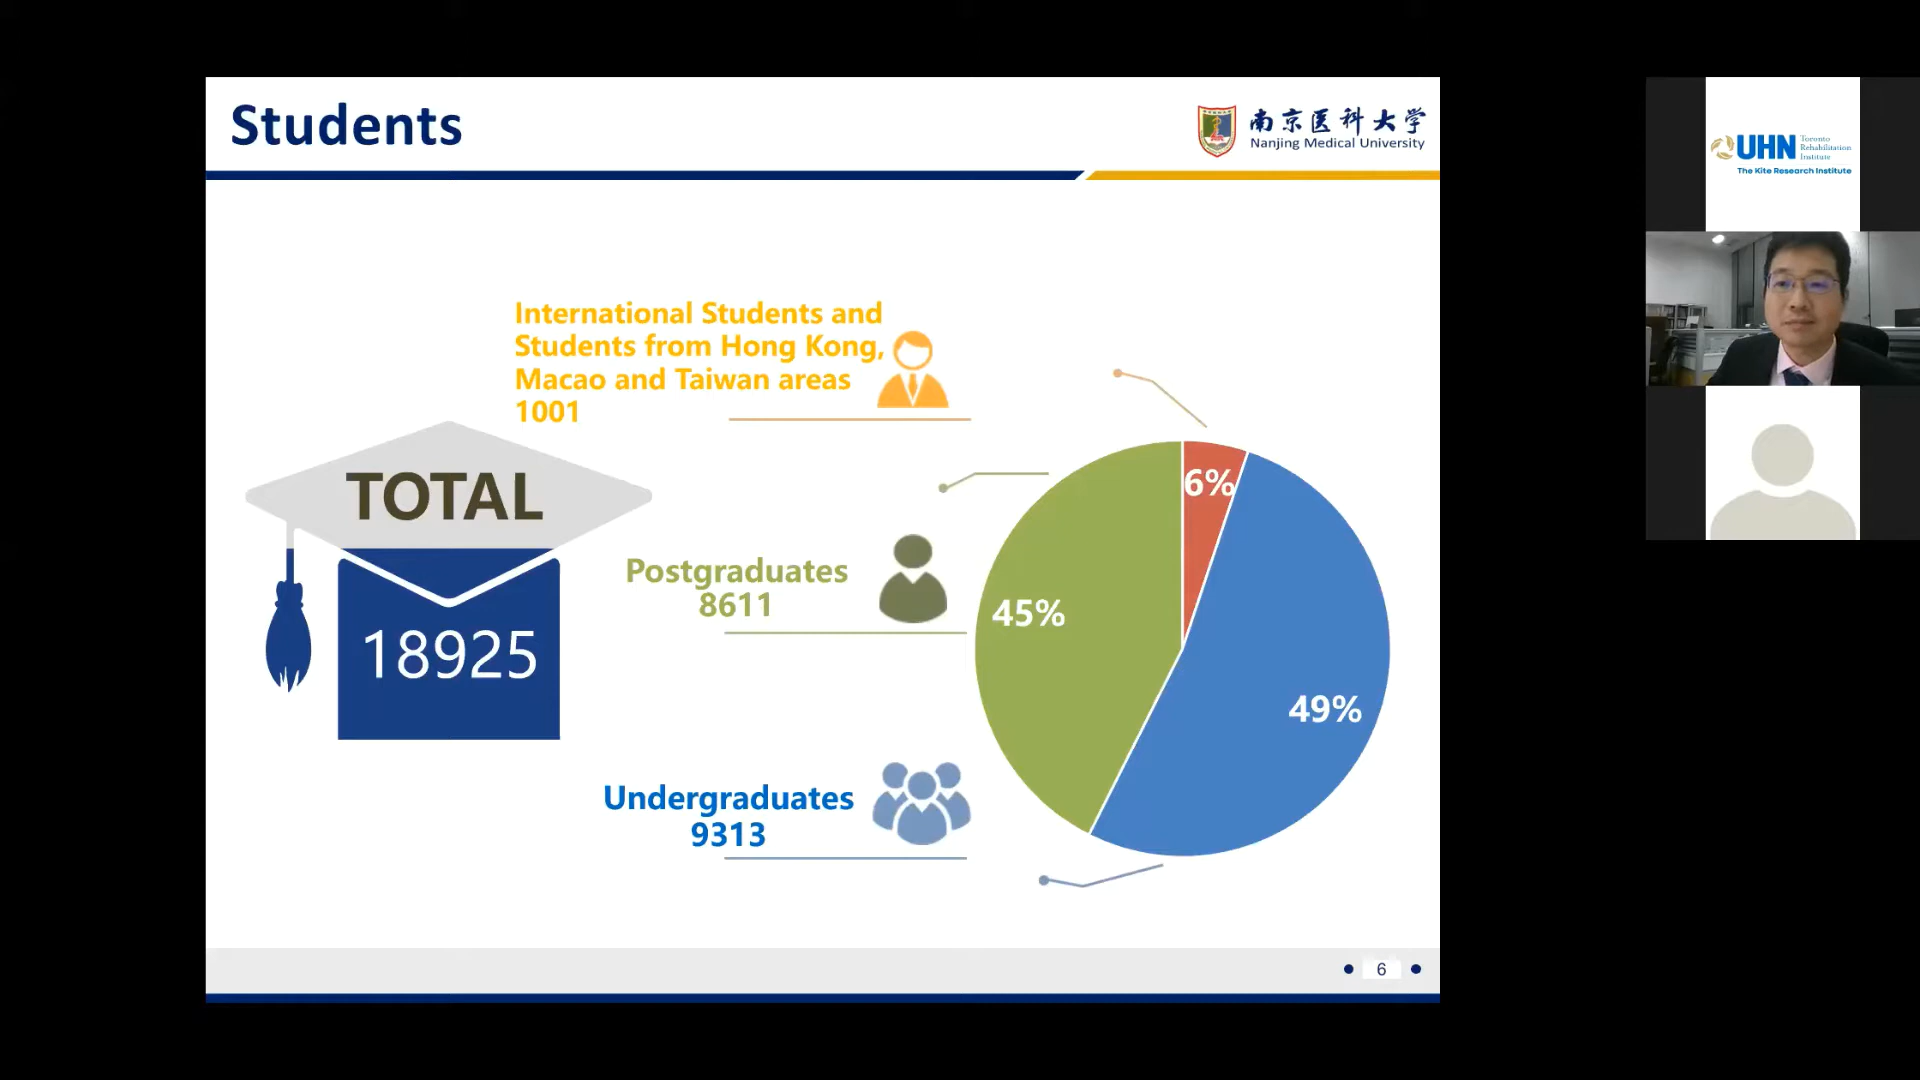 Students
南京医科大学
Nanjing Medical University
International Students and
Students from Hong Kong,
Macao and Taiwan areas
1001
TOTAL
18925
Postgraduates
8611
Undergraduates
9313
6%
45%
49%
6
UHN
Toronto
Rehabilitation
Institute
The Kite Research Institute